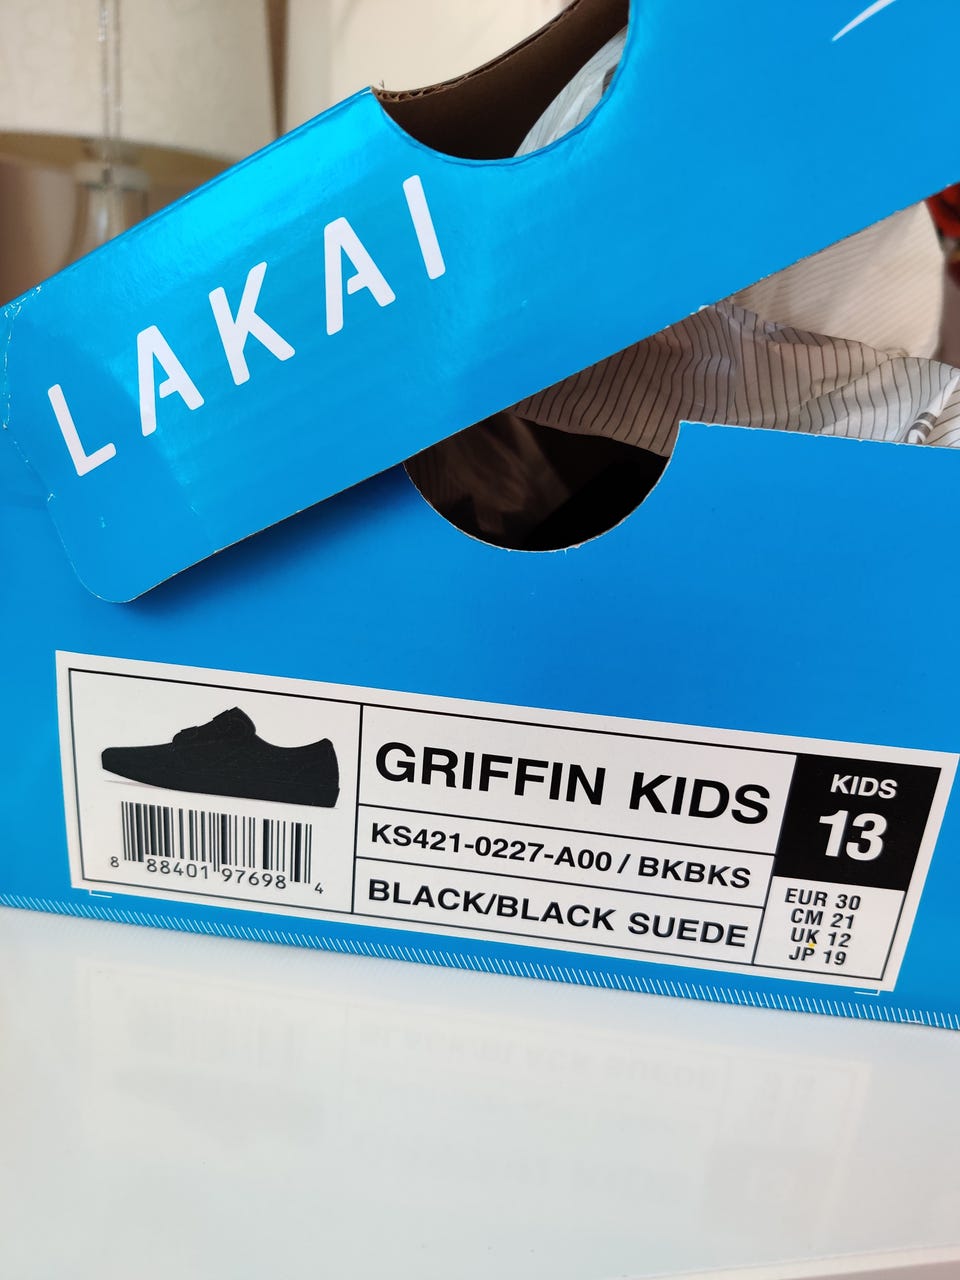 LAKAI
GRIFFIN KIDS
KS421-0227-A00 / BKBKS
BLACK/BLACK SUEDE
KIDS
13
EUR 30
CM 21
UK 12
JP 19
8 88401 97698 4